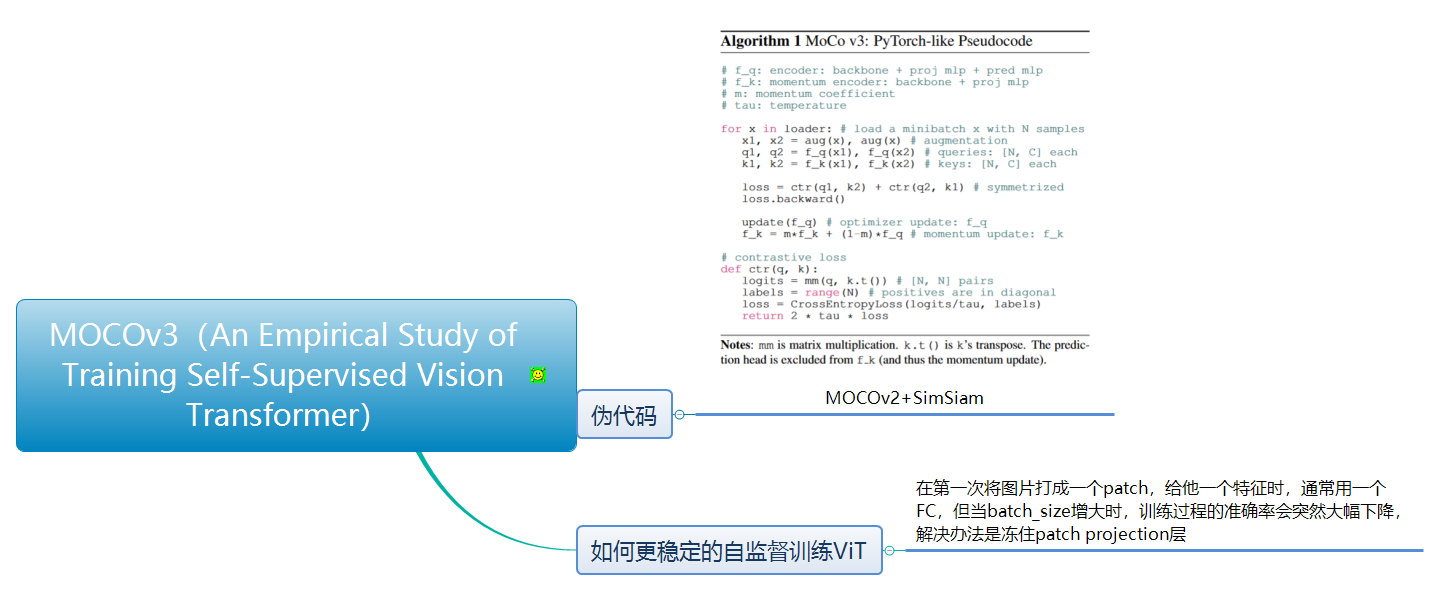 Algorithm 1 MoCo v3: PyTorch-like Pseudocode
# f_q: encoder: backbone + proj mlp + pred mlp
# f_k: momentum encoder: backbone + proj mlp
# m: momentum coefficient
# tau: temperature
for x in loader: # load a minibatch x with N samples
x1, x2 = aug(x), aug(x) # augmentation
q1, q2 = f_q(x1), f_q(x2) # queries: [N, C] each
k1, k2 = f_k(x1), f_k(x2) # keys: [N, C] each
loss = ctr(q1, k2) + ctr(q2, k1) # symmetrized
loss.backward()
update(f_q) # optimizer update: f_q
f_k = m*f_k + (1-m)*f_q # momentum update: f_k
# contrastive loss
def ctr(q, k):
logits = mm(q, k.t()) # [N, N] pairs
labels = range(N) # positives are in diagonal
loss = CrossEntropyLoss(logits/tau, labels)
return 2 * tau * loss
Notes: mm is matrix multiplication. k.t() is k's transpose. The predic-
tion head is excluded from f_k (and thus the momentum update).
MOCOv3（An Empirical Study of
Training Self-Supervised Vision
Transformer）
伪代码
MOCOv2+SimSiam
如何更稳定的自监督训练ViT
在第一次将图片打成一个patch，给他一个特征时，通常用一个
FC，但当batch_size增大时，训练过程的准确率会突然大幅下降，
解决办法是冻住patch projection层